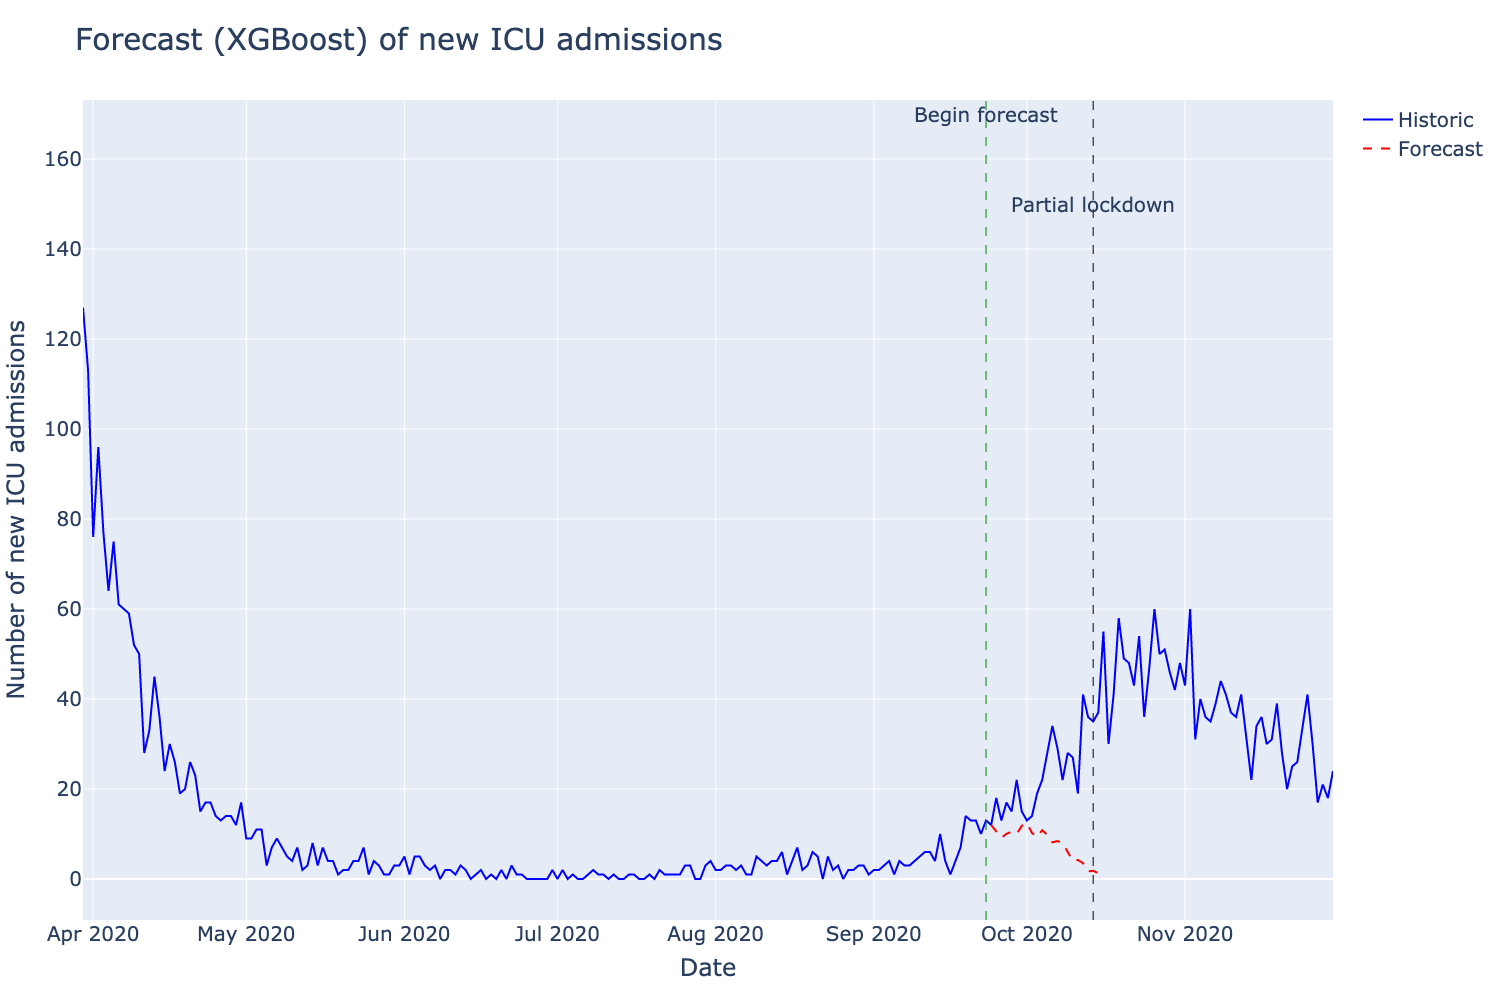 Forecast (XGBoost) of new ICU admissions
Begin forecast
Historic
Forecast
Partial lockdown
Number of new ICU admissions
160
140
120
100
80
60
40
20
0
Apr 2020
May 2020
Jun 2020
Jul 2020
Aug 2020
Sep 2020
Oct 2020
Nov 2020
Date